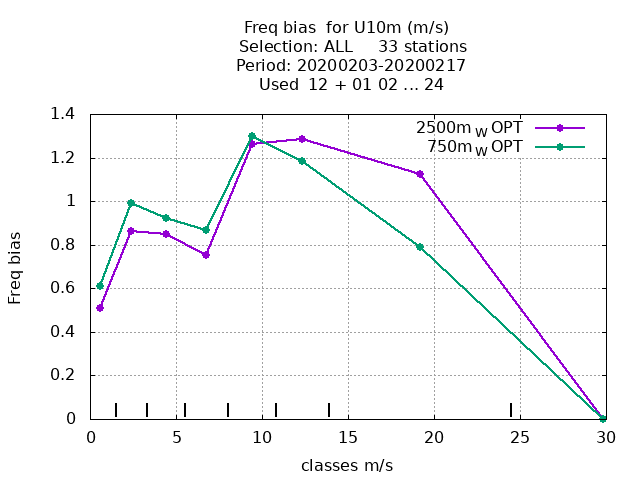 Freq bias  for U10m (m/s)
Selection: ALL     33 stations
Period: 20200203-20200217
Used  12 + 01 02 ... 24
2500m W OPT
750m W OPT
1.4
1.2
1
0.8
0.6
0.4
0.2
0
Freq bias
0 5 10 15 20 25 30
classes m/s